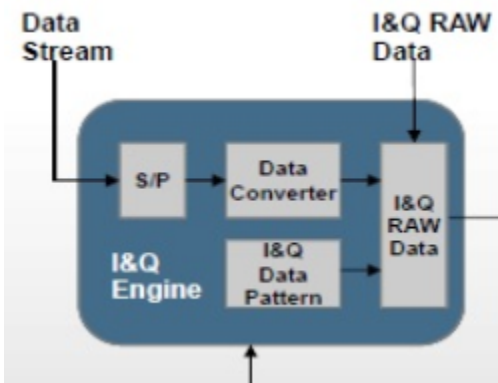 Data
Stream
I&Q RAW
Data
S/P
Data
Converter
I&Q
RAW
Data
I&Q
Data
Pattern
I&Q
Engine